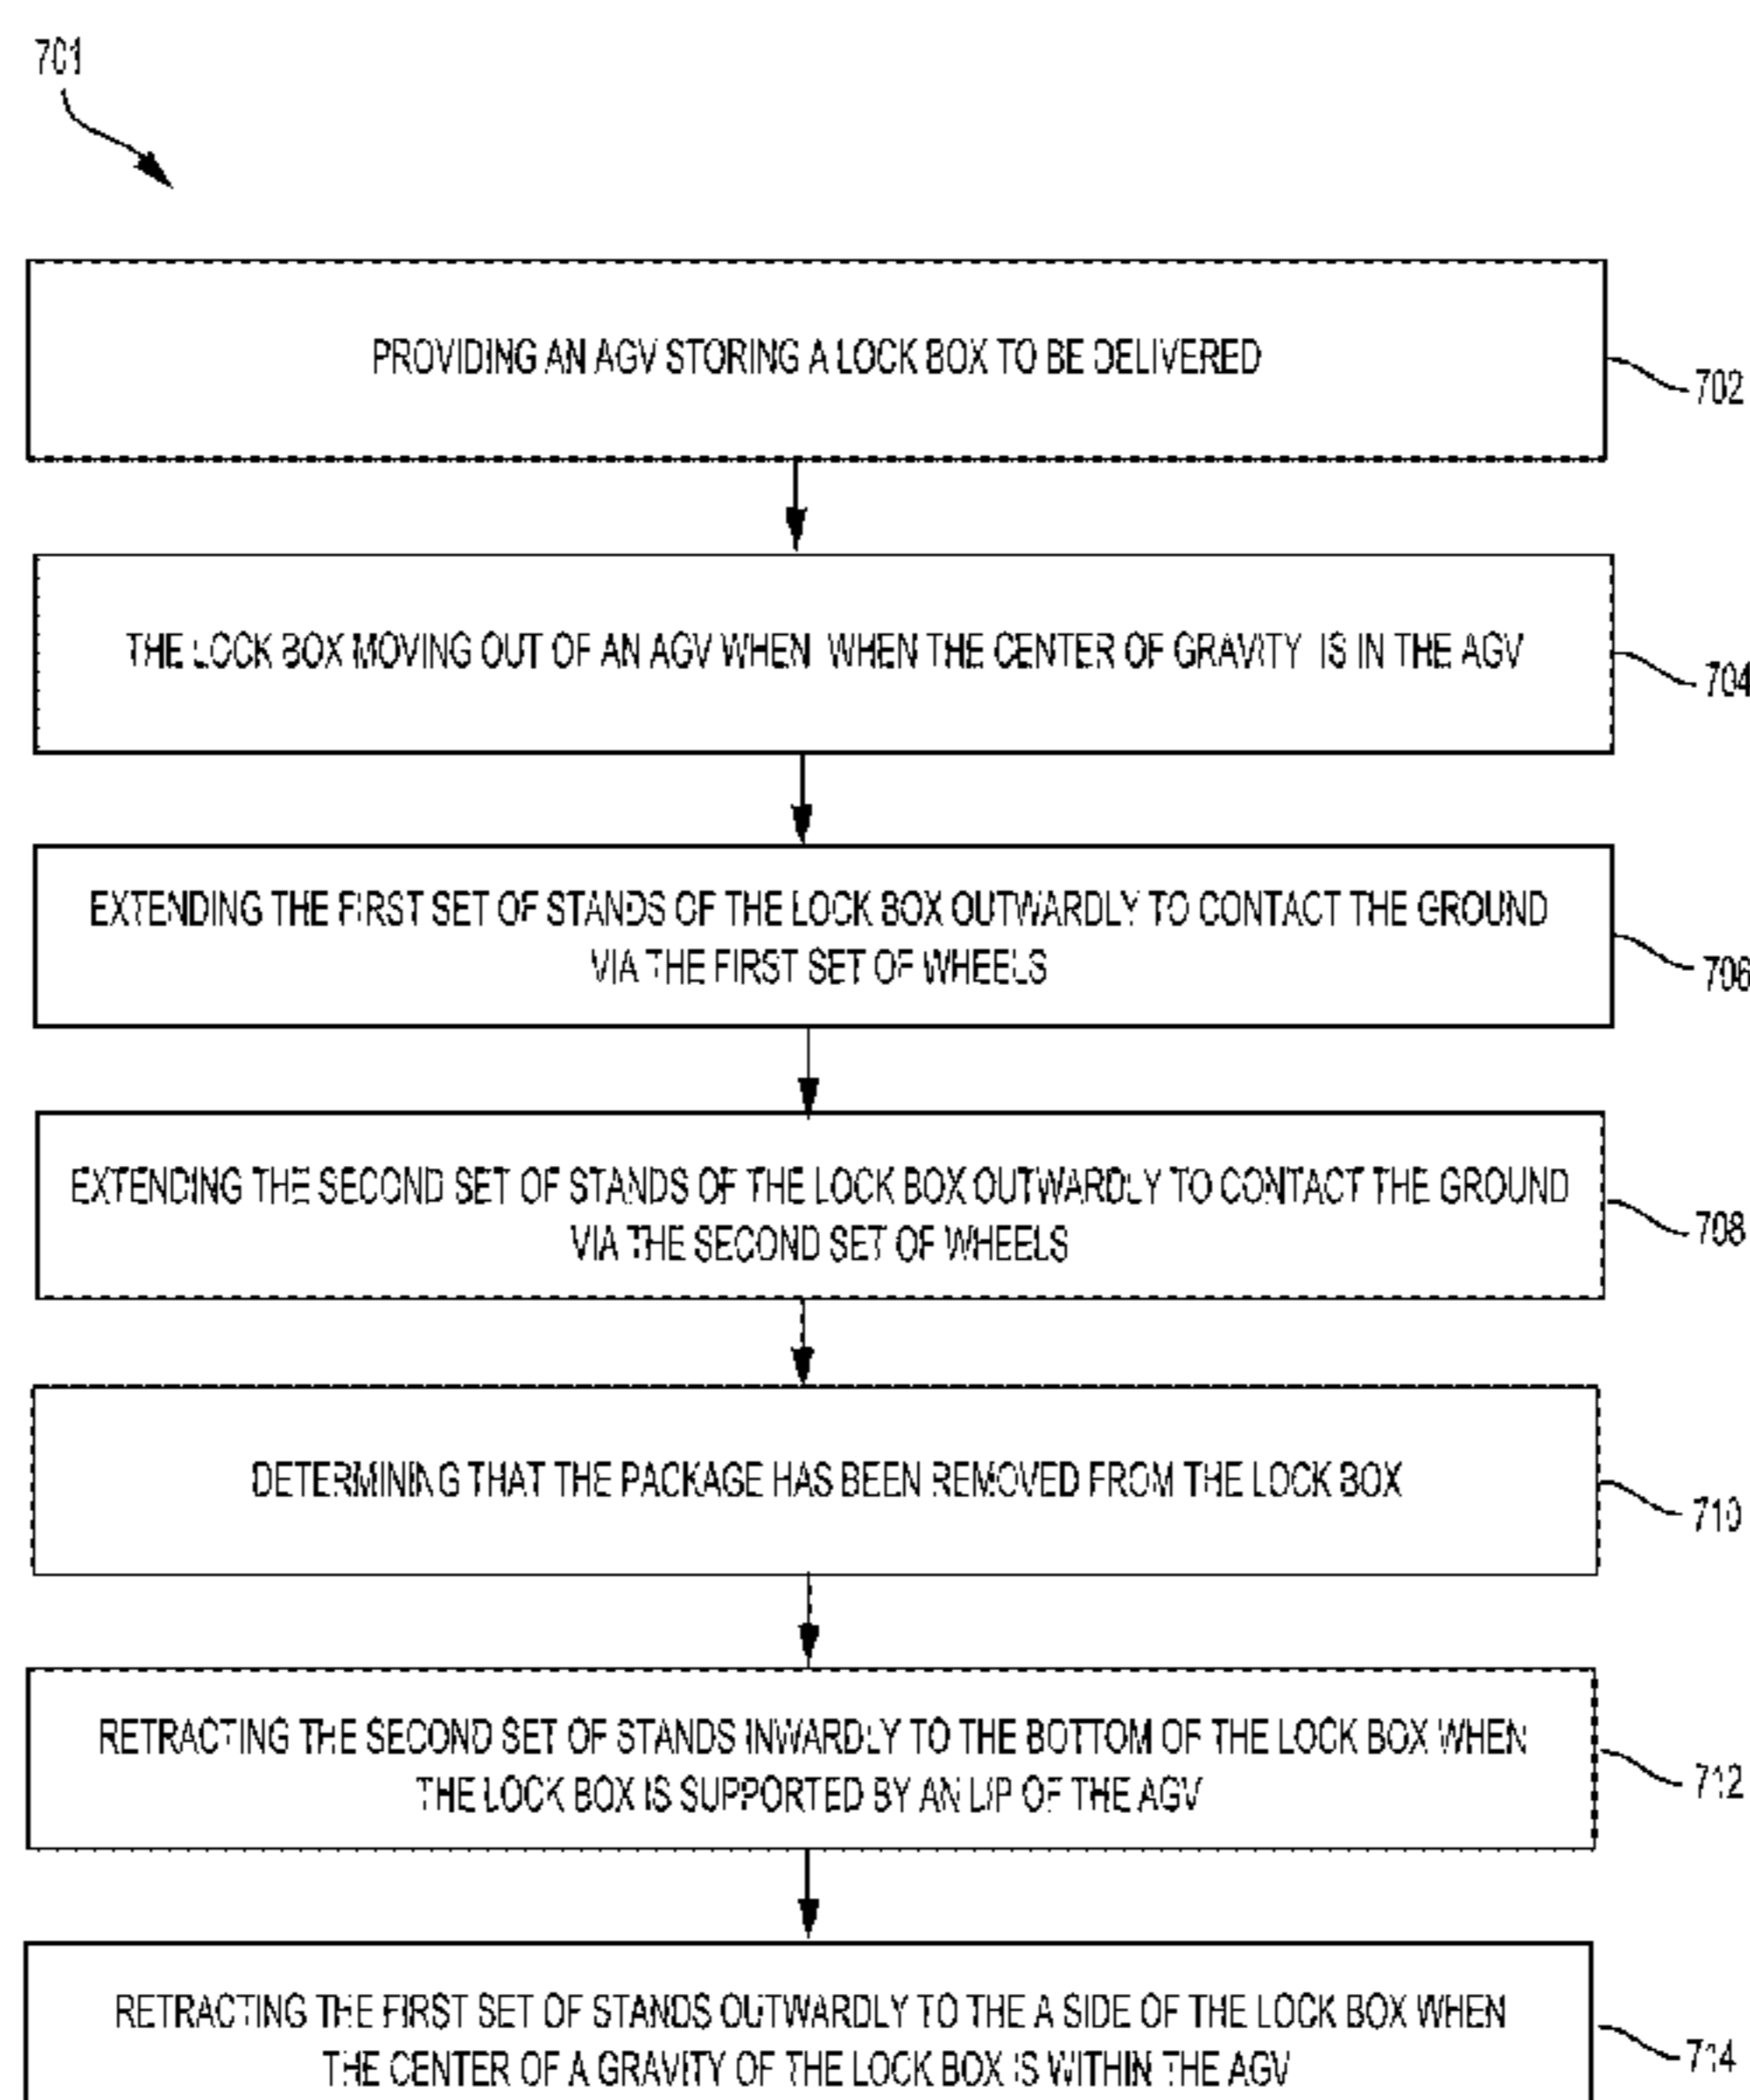 701
PROVIDING AN AGV STORING A LOCK BOX TO BE DELIVERED
702
THE LOCK BOX MOVING OUT OF AN AGV WHEN WHEN THE CENTER OF GRAVITY IS IN THE AGV
704
EXTENDING THE FIRST SET OF STANDS OF THE LOCK BOX OUTWARDLY TO CONTACT THE GROUND
VIA THE FIRST SET OF WHEELS
706
EXTENDING THE SECOND SET OF STANDS OF THE LOCK BOX OUTWARDLY TO CONTACT THE GROUND
VIA THE SECOND SET OF WHEELS
708
DETERMINING THAT THE PACKAGE HAS BEEN REMOVED FROM THE LOCK BOX
710
RETRACTING THE SECOND SET OF STANDS INWARDLY TO THE BOTTOM OF THE LOCK BOX WHEN
THE LOCK BOX IS SUPPORTED BY AN LIP OF THE AGV
712
RETRACTING THE FIRST SET OF STANDS OUTWARDLY TO THE A SIDE OF THE LOCK BOX WHEN
THE CENTER OF A GRAVITY OF THE LOCK BOX IS WITHIN THE AGV
714